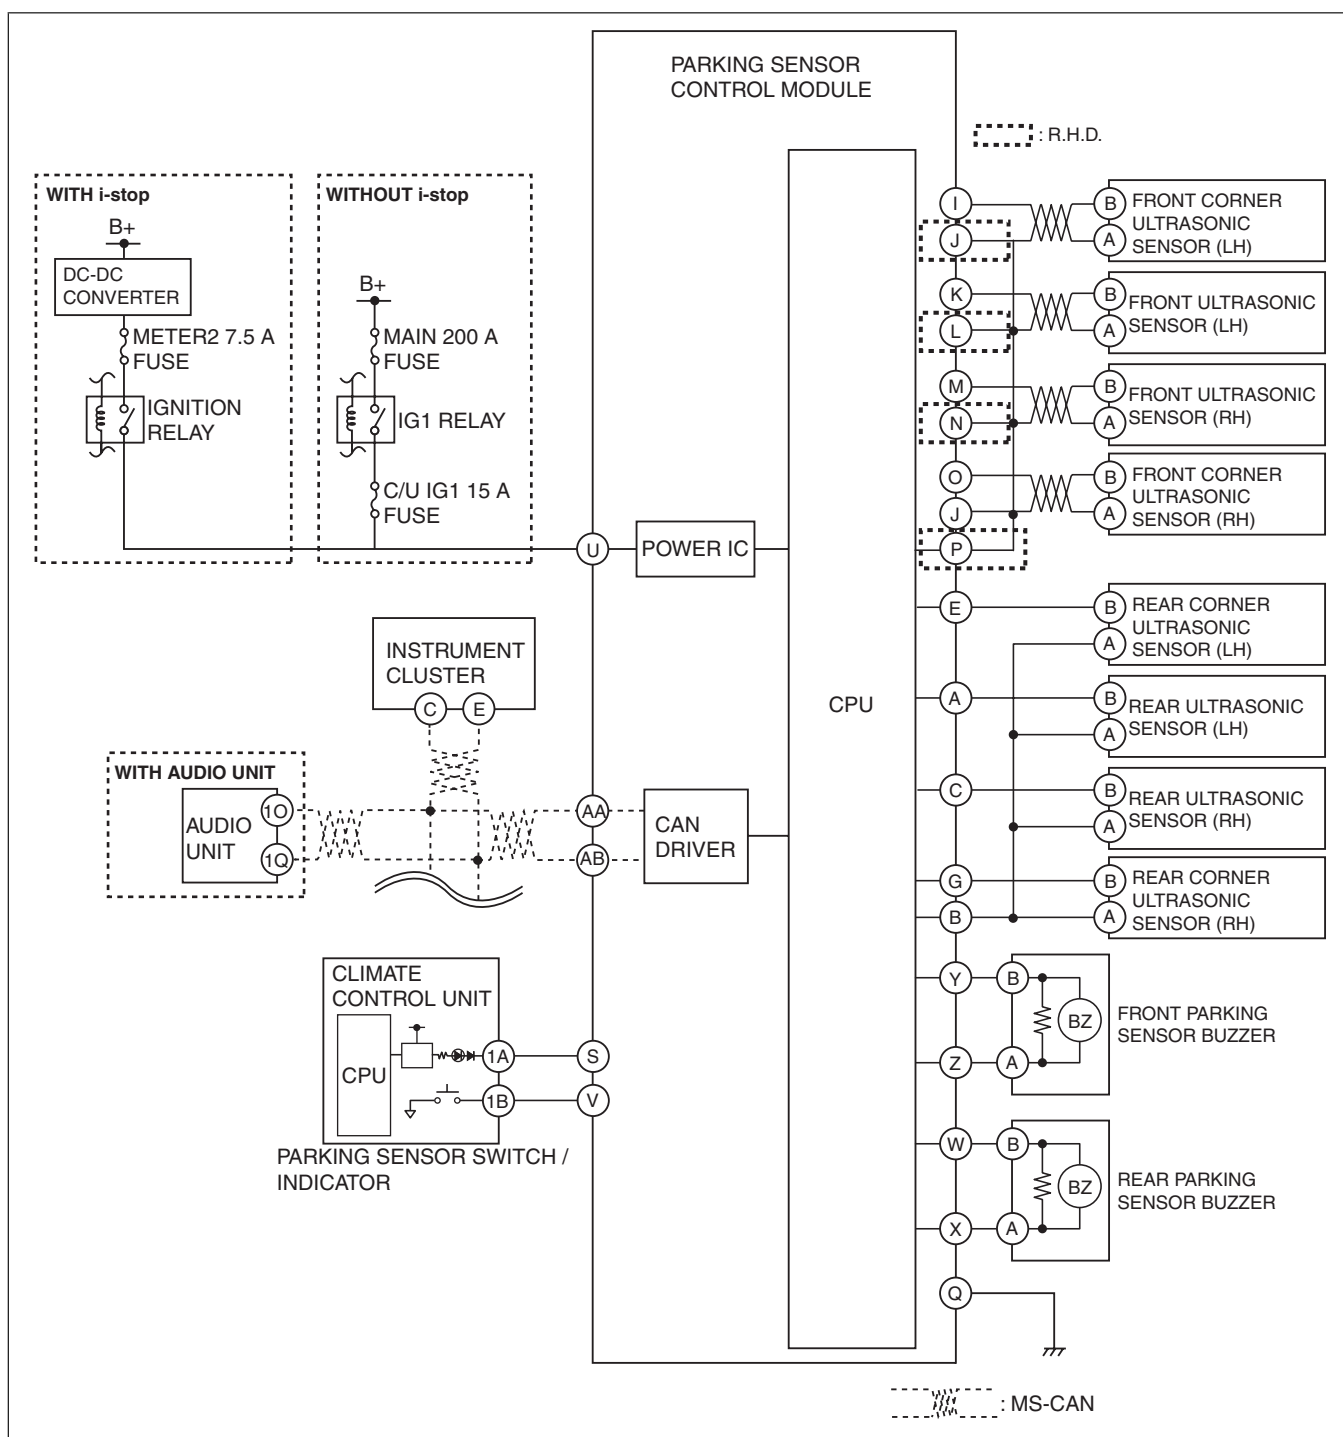 PARKING SENSOR
CONTROL MODULE
: R.H.D.
WITH i-stop
B+
DC-DC
CONVERTER
METER2 7.5 A
FUSE
IGNITION
RELAY
WITHOUT i-stop
B+
MAIN 200 A
FUSE
IG1 RELAY
C/U IG1 15 A
FUSE
U
POWER IC
CPU
INSTRUMENT
CLUSTER
C
E
WITH AUDIO UNIT
AUDIO
UNIT
1O
1Q
AA
AB
CAN
DRIVER
CLIMATE
CONTROL UNIT
CPU
1A
1B
S
V
PARKING SENSOR SWITCH /
INDICATOR
I
J
B
A
FRONT CORNER
ULTRASONIC
SENSOR (LH)
K
L
B
A
FRONT ULTRASONIC
SENSOR (LH)
M
N
B
A
FRONT ULTRASONIC
SENSOR (RH)
O
J
P
B
A
FRONT CORNER
ULTRASONIC
SENSOR (RH)
E
B
A
REAR CORNER
ULTRASONIC
SENSOR (LH)
A
B
A
REAR ULTRASONIC
SENSOR (LH)
C
B
A
REAR ULTRASONIC
SENSOR (RH)
G
B
B
A
REAR CORNER
ULTRASONIC
SENSOR (RH)
Y
Z
B
A
BZ
FRONT PARKING
SENSOR BUZZER
W
X
B
A
BZ
REAR PARKING
SENSOR BUZZER
Q
: MS-CAN